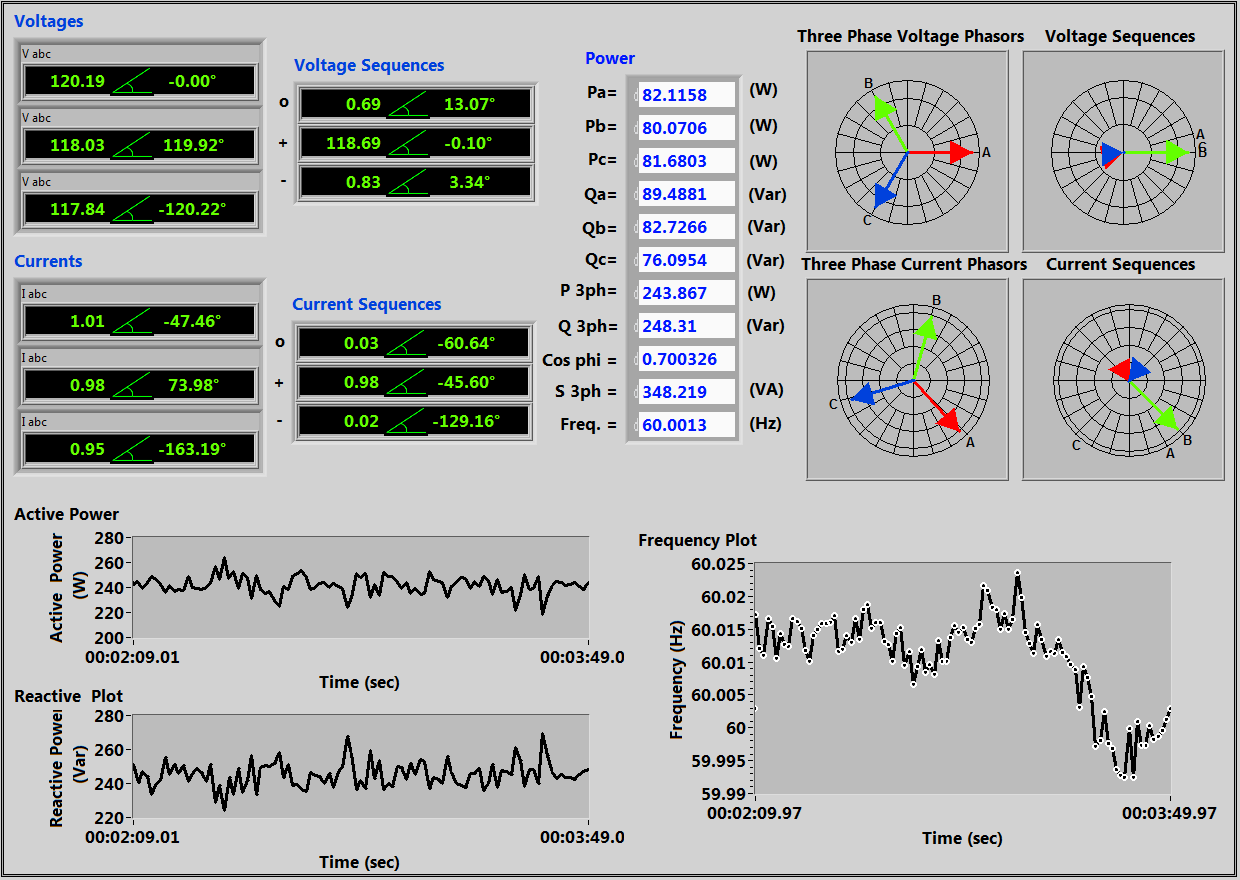 Voltages
V abc
120.19 -0.00°
V abc
118.03 119.92°
V abc
117.84 -120.22°
Currents
I abc
1.01 -47.46°
I abc
0.98 73.98°
I abc
0.95 -163.19°
Voltage Sequences
o 0.69 13.07°
+ 118.69 -0.10°
- 0.83 3.34°
Current Sequences
o 0.03 -60.64°
+ 0.98 -45.60°
- 0.02 -129.16°
Power
Pa= 82.1158 (W)
Pb= 80.0706 (W)
Pc= 81.6803 (W)
Qa= 89.4881 (Var)
Qb= 82.7266 (Var)
Qc= 76.0954 (Var)
P 3ph= 243.867 (W)
Q 3ph= 248.31 (Var)
Cos phi = 0.700326
S 3ph = 348.219 (VA)
Freq. = 60.0013 (Hz)
Three Phase Voltage Phasors
B
A
C
Voltage Sequences
A
C
B
Three Phase Current Phasors
B
C
A
Current Sequences
C
B
A
Active Power
Active Power
(W)
280
260
240
220
200
00:02:09.01 00:03:49.0
Time (sec)
Reactive Plot
Reactive Power
(Var)
280
260
240
220
00:02:09.01 00:03:49.0
Time (sec)
Frequency Plot
Frequency (Hz)
60.025
60.02
60.015
60.01
60.005
60
59.995
59.99
00:02:09.97 00:03:49.97
Time (sec)